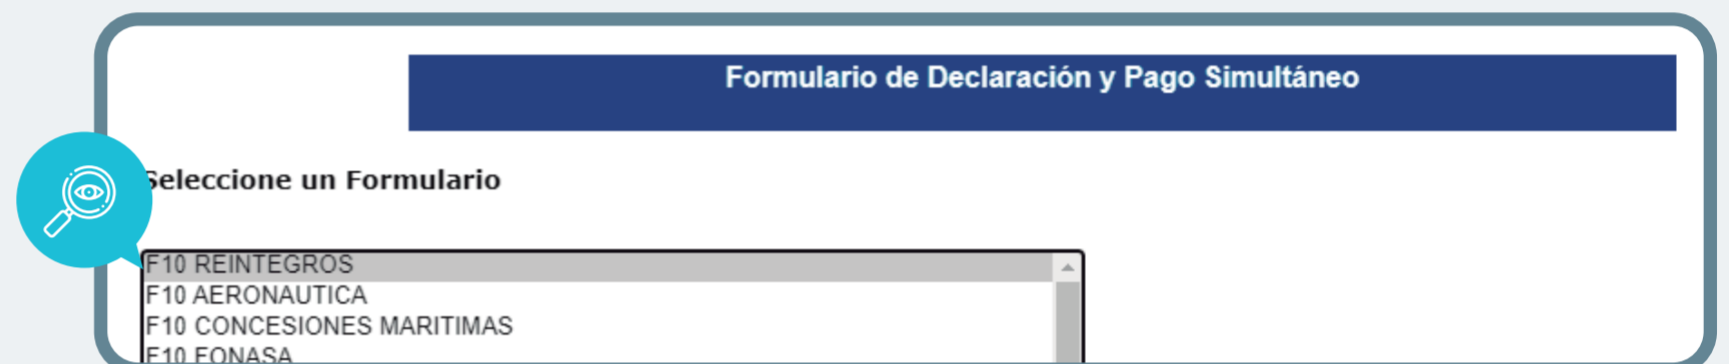 Formulario de Declaración y Pago Simultáneo
Seleccione un Formulario
F10 REINTEGROS
F10 AERONAUTICA
F10 CONCESIONES MARITIMAS
F10 FONASA